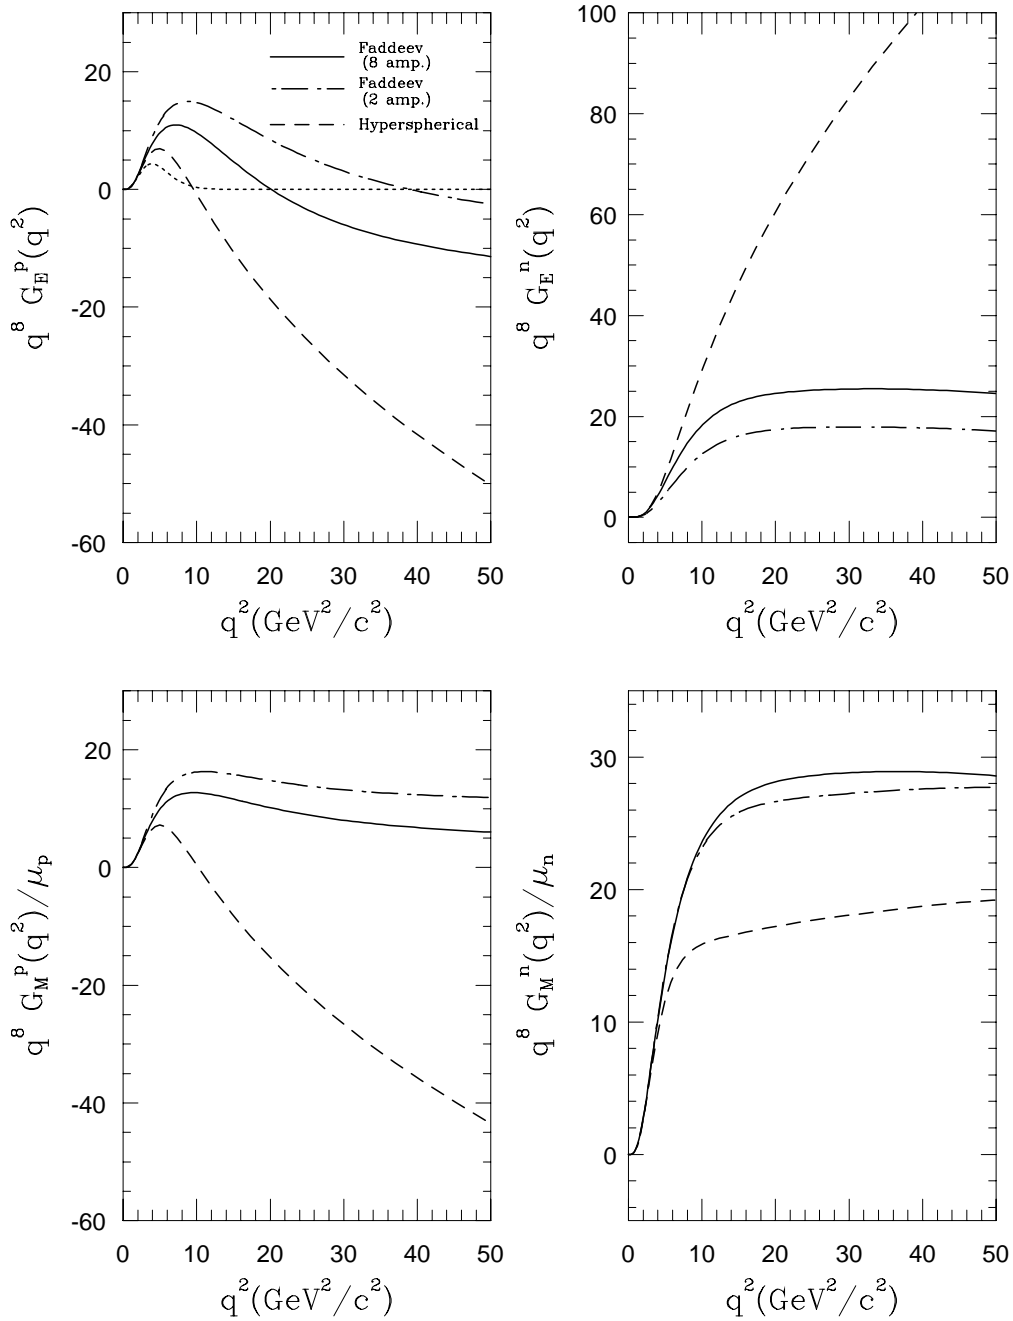 20
0
-20
-40
-60
0 10 20 30 40 50
q^8 G_E^p(q^2)
q^2(GeV^2/c^2)
Faddeev
(8 amp.)
Faddeev
(2 amp.)
Hyperspherical
100
80
60
40
20
0
0 10 20 30 40 50
q^8 G_E^n(q^2)
q^2(GeV^2/c^2)
20
0
-20
-40
-60
0 10 20 30 40 50
q^8 G_M^p(q^2)/μ_p
q^2(GeV^2/c^2)
30
20
10
0
0 10 20 30 40 50
q^8 G_M^n(q^2)/μ_n
q^2(GeV^2/c^2)